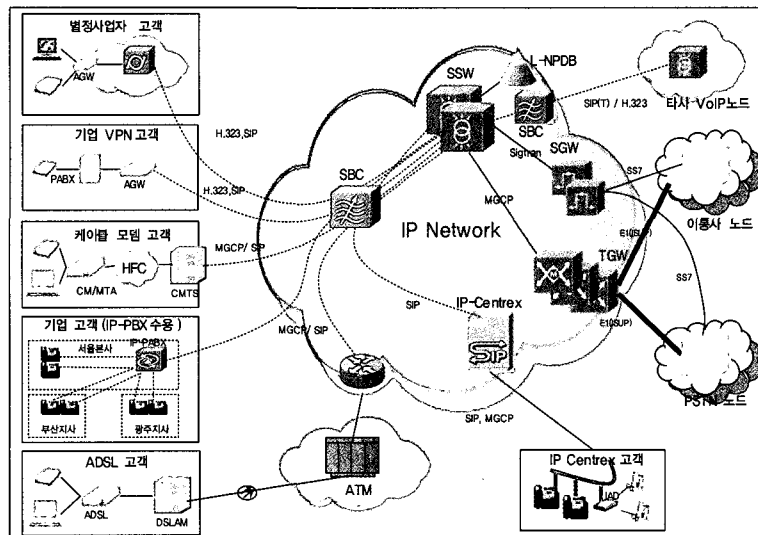 별정사업자 고객
AGW
H.323,SIP
기업 VPN 고객
PABX
AGW
H.323,SIP
케이블 모뎀 고객
HFC
CM/MTA
CMTS
MGCP/ SIP
기업 고객 (IP-PBX 수용)
서울본사
IP-PABX
부산지사
광주지사
MGCP/ SIP
ADSL 고객
ADSL
DSLAM
ATM
SBC
SSW
L-NPDB
SBC
SIP(T) / H.323
타사 VoIP 노드
Sigtran
SGW
SS7
MGCP
IP Network
이통사 노드
TGW
E1(ISUP)
SS7
E1(ISUP)
PSTN 노드
SIP
IP-Centrex
SIP
SIP, MGCP
IP Centrex 고객
IAD